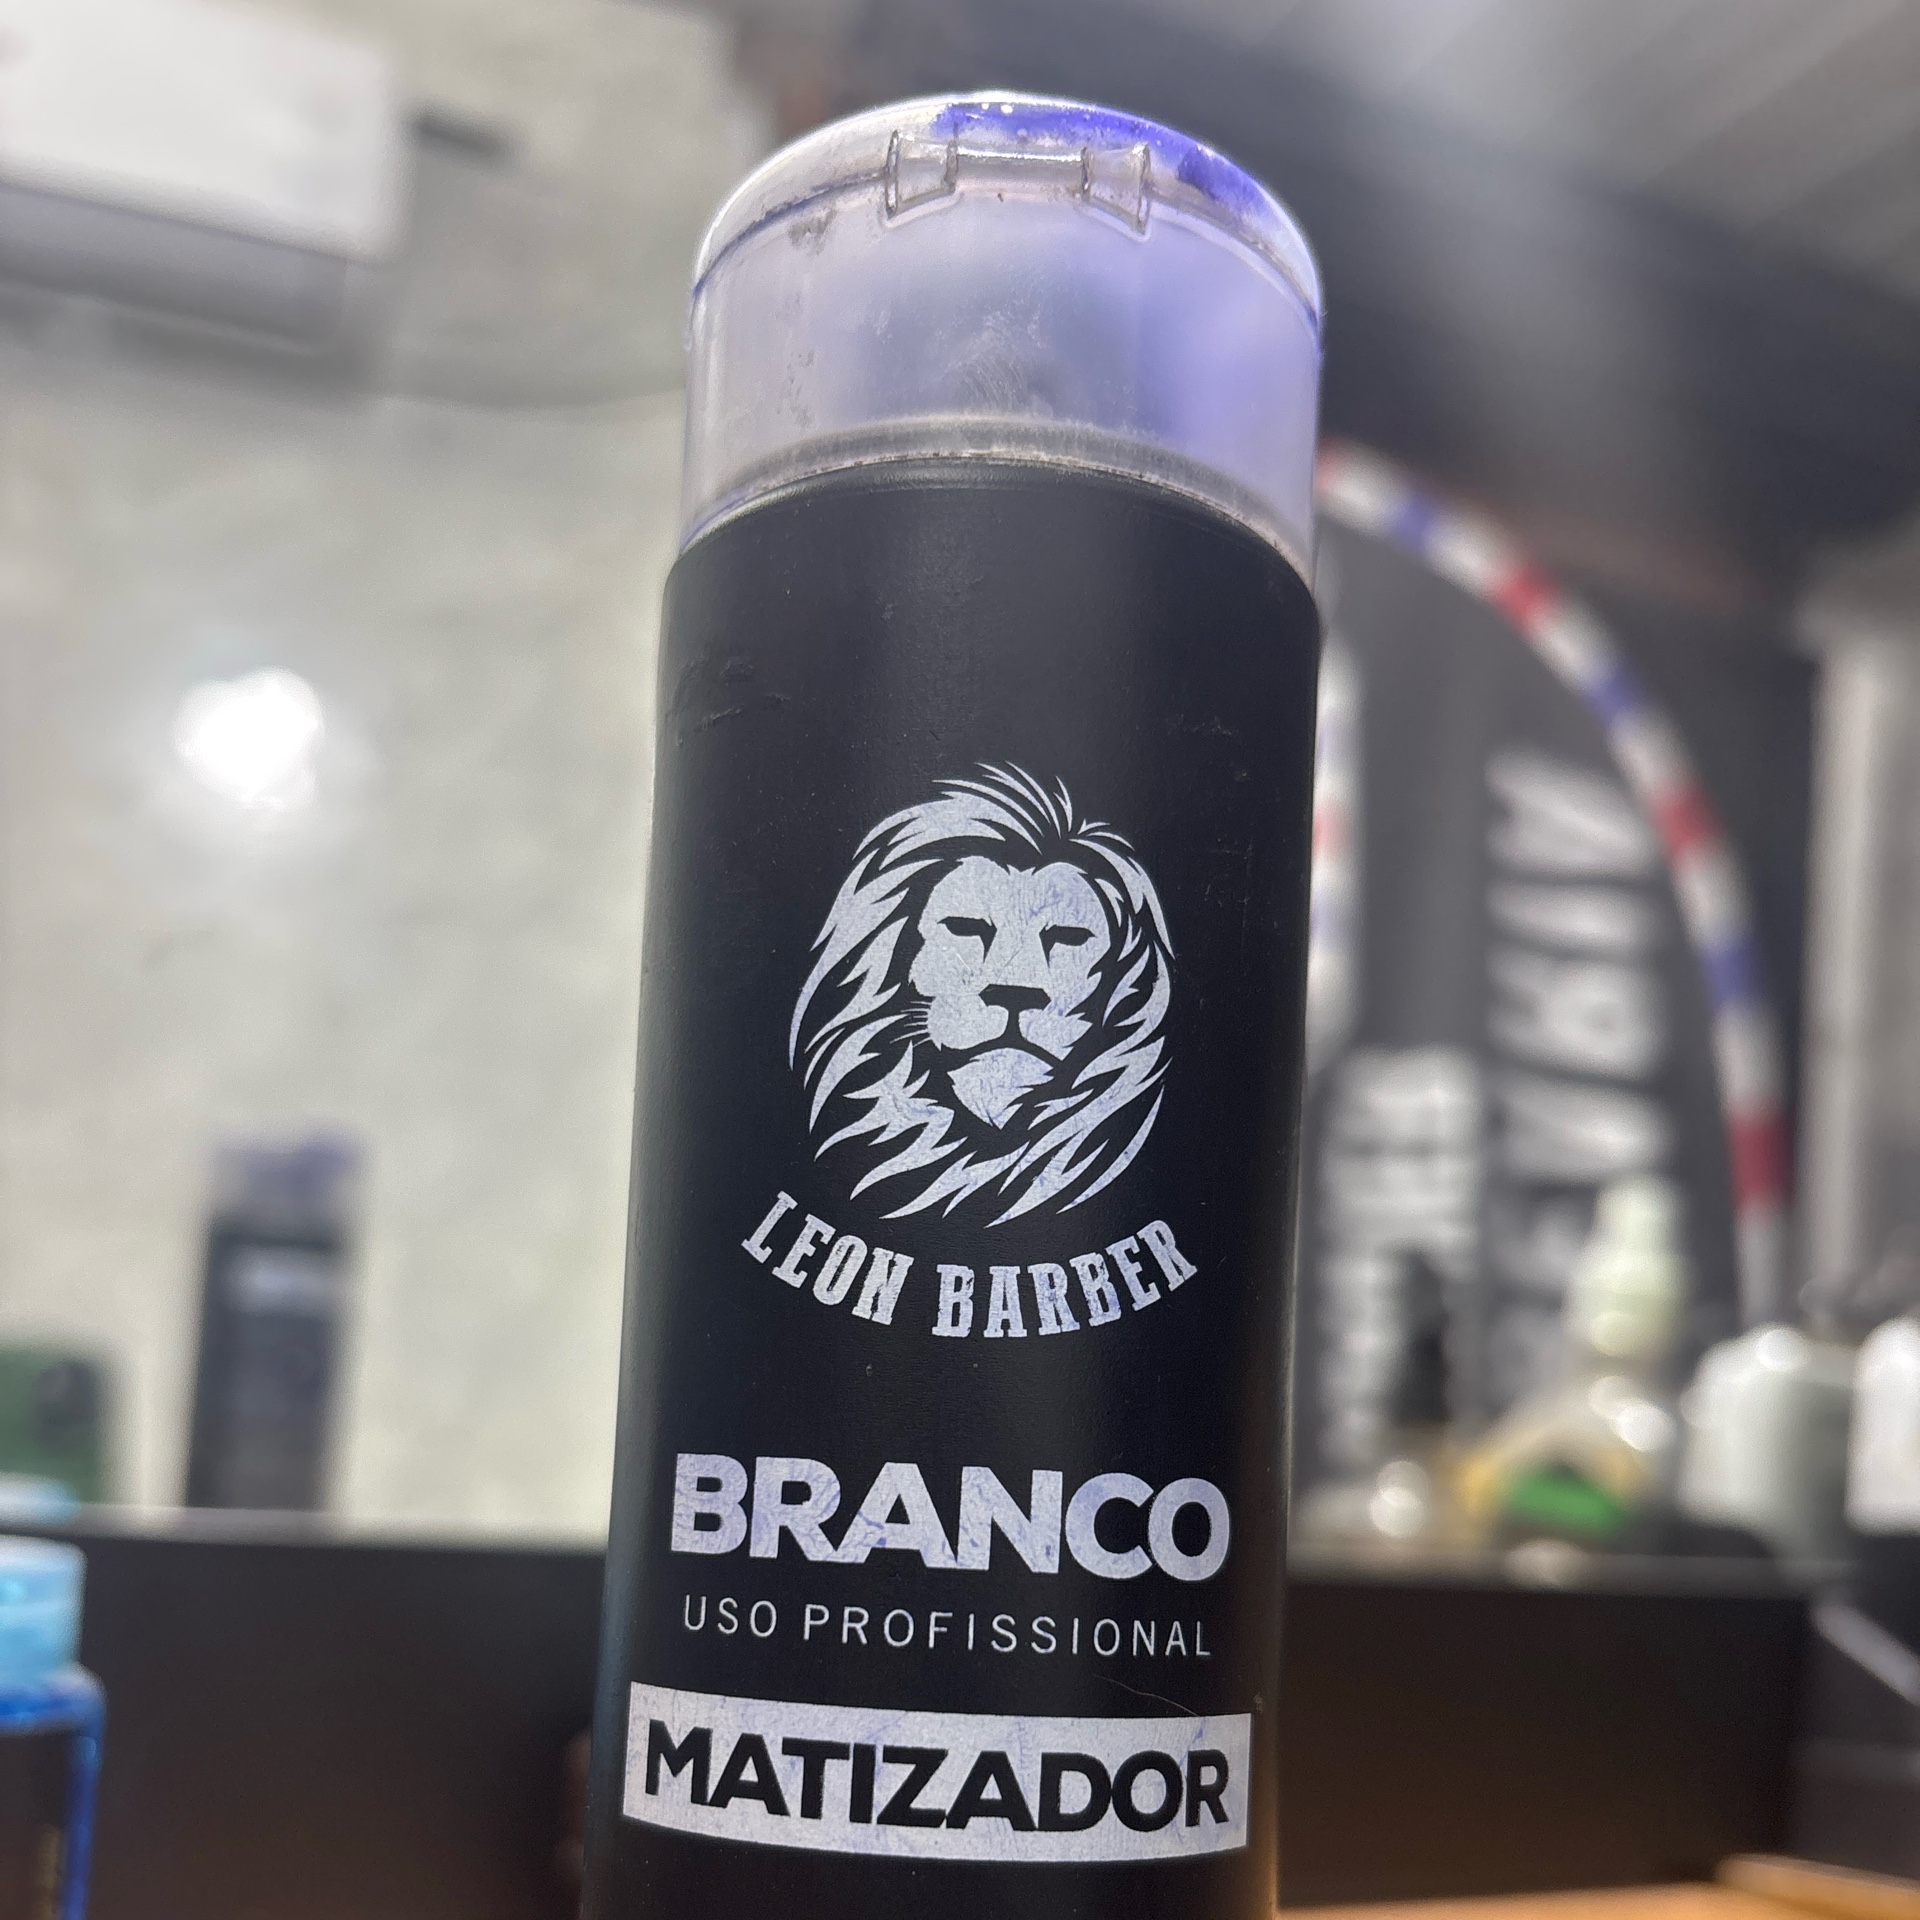 LEON BARBER
BRANCO
USO PROFISSIONAL
MATIZADOR